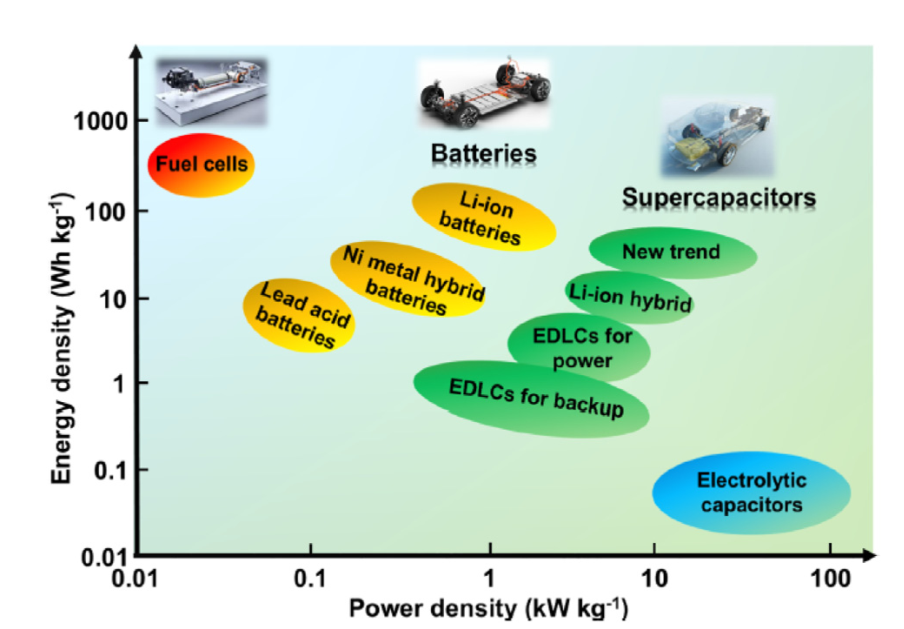 1000
100
10
1
0.1
0.01
Energy density (Wh kg⁻¹)
Fuel cells
Batteries
Supercapacitors
Li-ion
batteries
Ni metal hybrid
batteries
Lead acid
batteries
New trend
Li-ion hybrid
EDLCs for
power
EDLCs for backup
Electrolytic
capacitors
0.01
0.1
1
10
100
Power density (kW kg⁻¹)